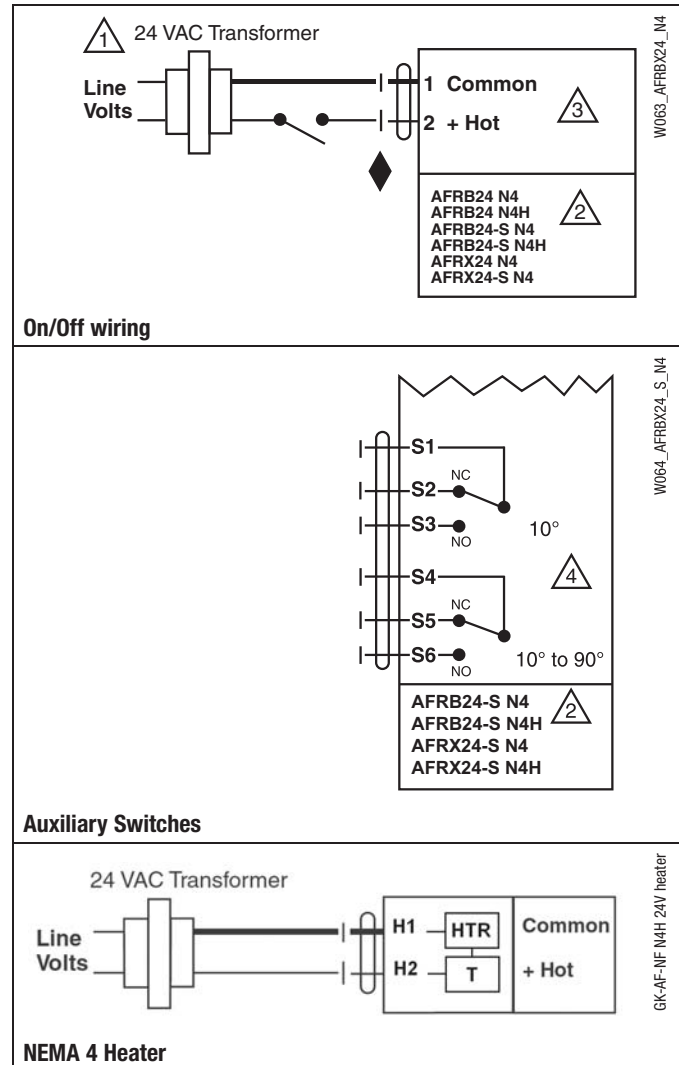 1 24 VAC Transformer
Line
Volts
1 Common
2 + Hot
3
AFRB24 N4
AFRB24 N4H
AFRB24-S N4
AFRB24-S N4H
AFRX24 N4
AFRX24-S N4
2
W063_AFRBX24_N4
On/Off wiring
S1
S2
NC
S3
NO
10°
S4
4
S5
NC
S6
NO
10° to 90°
AFRB24-S N4
AFRB24-S N4H
AFRX24-S N4
AFRX24-S N4H
2
W064_AFRBX24_S_N4
Auxiliary Switches
24 VAC Transformer
Line
Volts
H1 HTR Common
H2 T + Hot
GK-AF-NF N4H 24V heater
NEMA 4 Heater